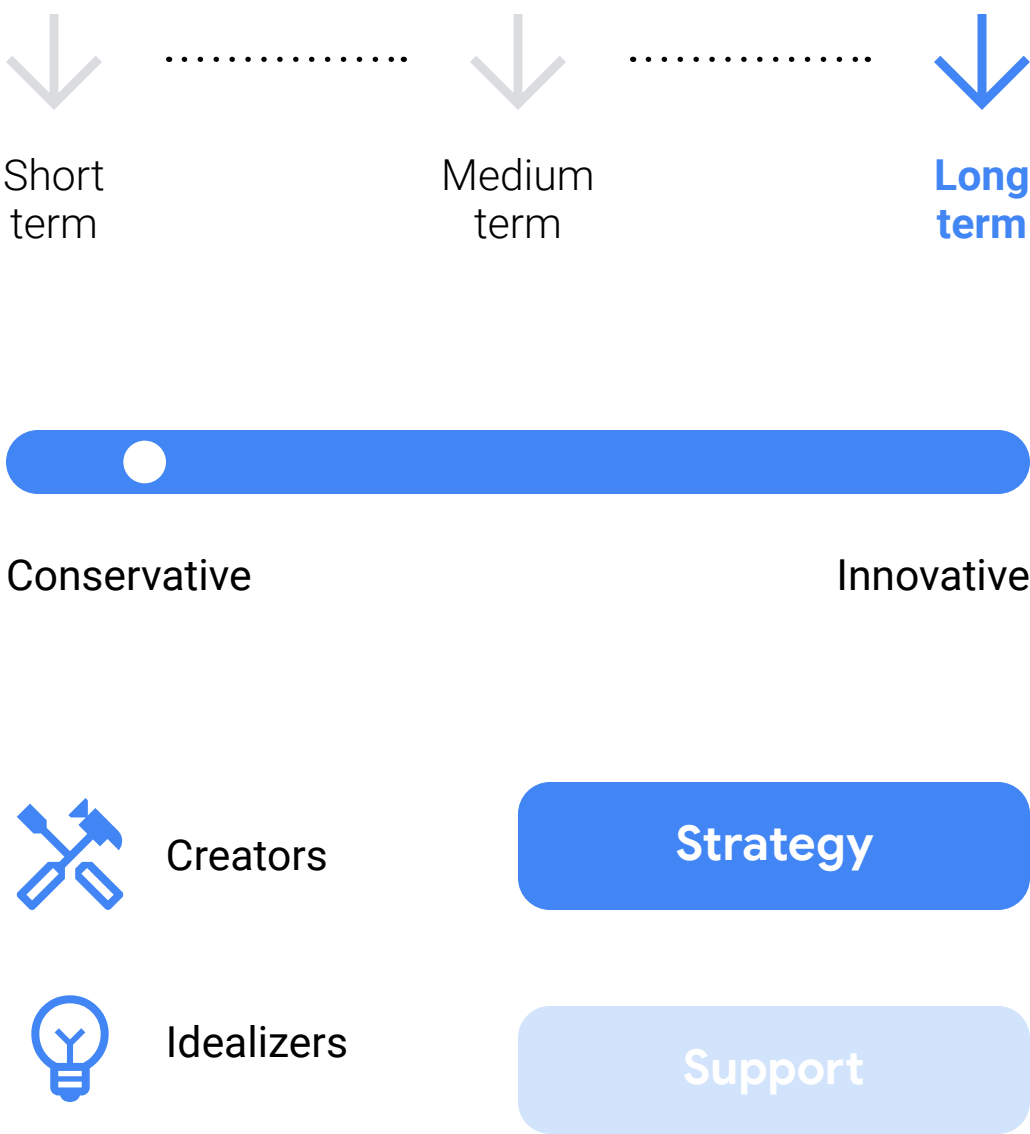 Short term
Medium term
Long term
Conservative
Innovative
Creators
Strategy
Idealizers
Support